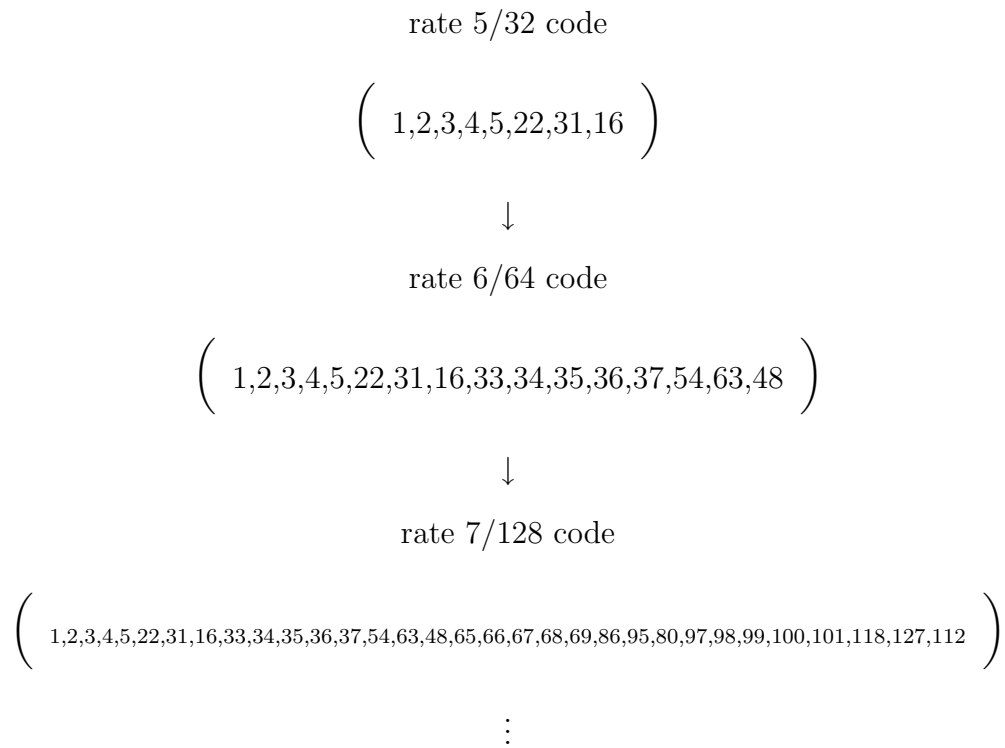 rate 5/32 code
( 1,2,3,4,5,22,31,16 )
↓
rate 6/64 code
( 1,2,3,4,5,22,31,16,33,34,35,36,37,54,63,48 )
↓
rate 7/128 code
( 1,2,3,4,5,22,31,16,33,34,35,36,37,54,63,48,65,66,67,68,69,86,95,80,97,98,99,100,101,118,127,112 )
⋮